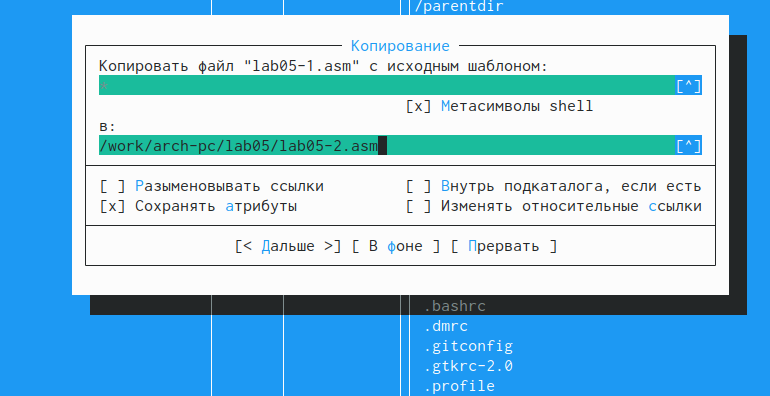 /parentdir
Копирование
Копировать файл "lab05-1.asm" с исходным шаблоном:
* [^]
[x] Метасимволы shell
в:
/work/arch-pc/lab05/lab05-2.asm [^]
[ ] Разыменовывать ссылки [ ] Внутрь подкаталога, если есть
[x] Сохранять атрибуты [ ] Изменять относительные ссылки
[< Дальше >] [ В фоне ] [ Прервать ]
.bashrc
.dmrc
.gitconfig
.gtkrc-2.0
.profile